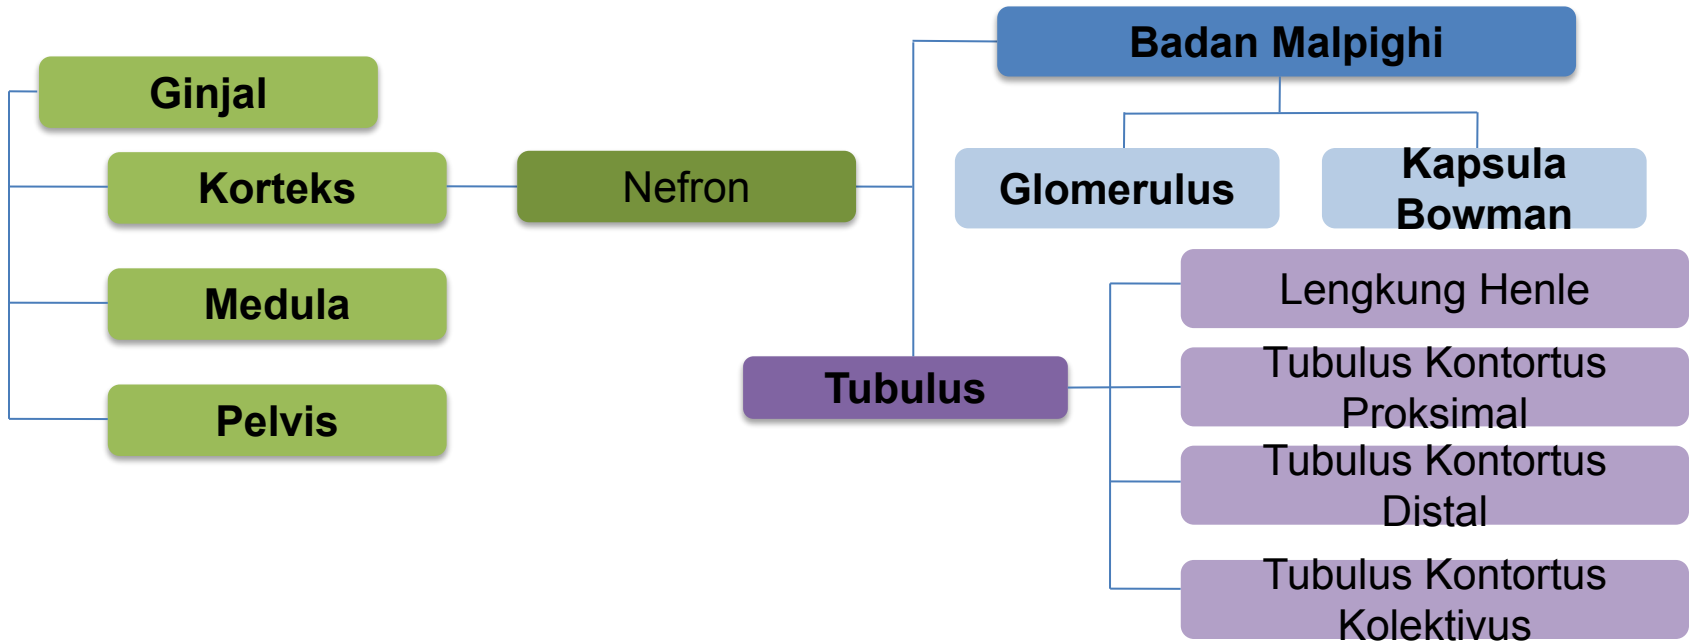 Ginjal
Korteks
Medula
Pelvis
Nefron
Badan Malpighi
Glomerulus
Kapsula
Bowman
Tubulus
Lengkung Henle
Tubulus Kontortus
Proksimal
Tubulus Kontortus
Distal
Tubulus Kontortus
Kolektivus